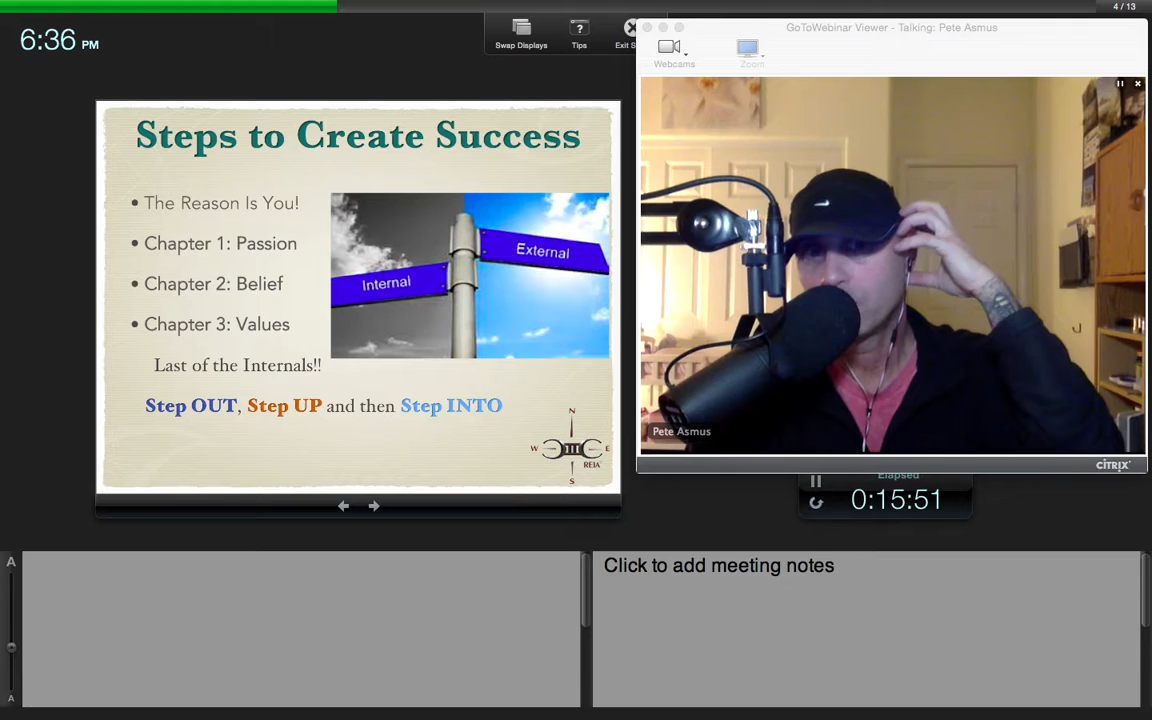 4 / 13
6:36 PM
Swap Displays
Tips
Exit S
GoToWebinar Viewer - Talking: Pete Asmus
Webcams
Zoom
Steps to Create Success
• The Reason Is You!
• Chapter 1: Passion
• Chapter 2: Belief
• Chapter 3: Values
Last of the Internals!!
Step OUT, Step UP and then Step INTO
Internal
External
N
W
E
REIA
S
Pete Asmus
CITRIX
Elapsed
0:15:51
A
A
Click to add meeting notes